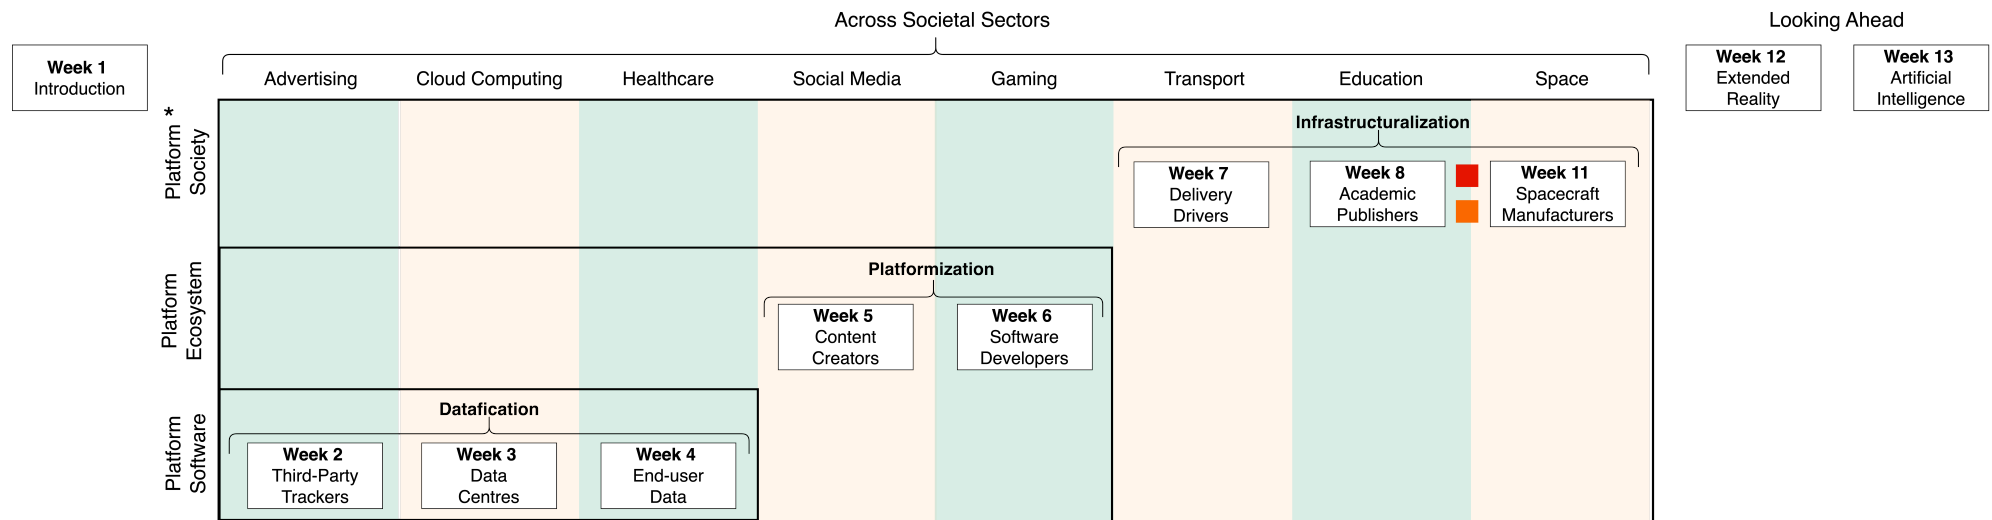 Across Societal Sectors
Looking Ahead
Week 1
Introduction
Advertising
Cloud Computing
Healthcare
Social Media
Gaming
Transport
Education
Space
Week 12
Extended
Reality
Week 13
Artificial
Intelligence
Platform *
Society
Infrastructuralization
Week 7
Delivery
Drivers
Week 8
Academic
Publishers
Week 11
Spacecraft
Manufacturers
Platform
Ecosystem
Platformization
Week 5
Content
Creators
Week 6
Software
Developers
Platform
Software
Datafication
Week 2
Third-Party
Trackers
Week 3
Data
Centres
Week 4
End-user
Data